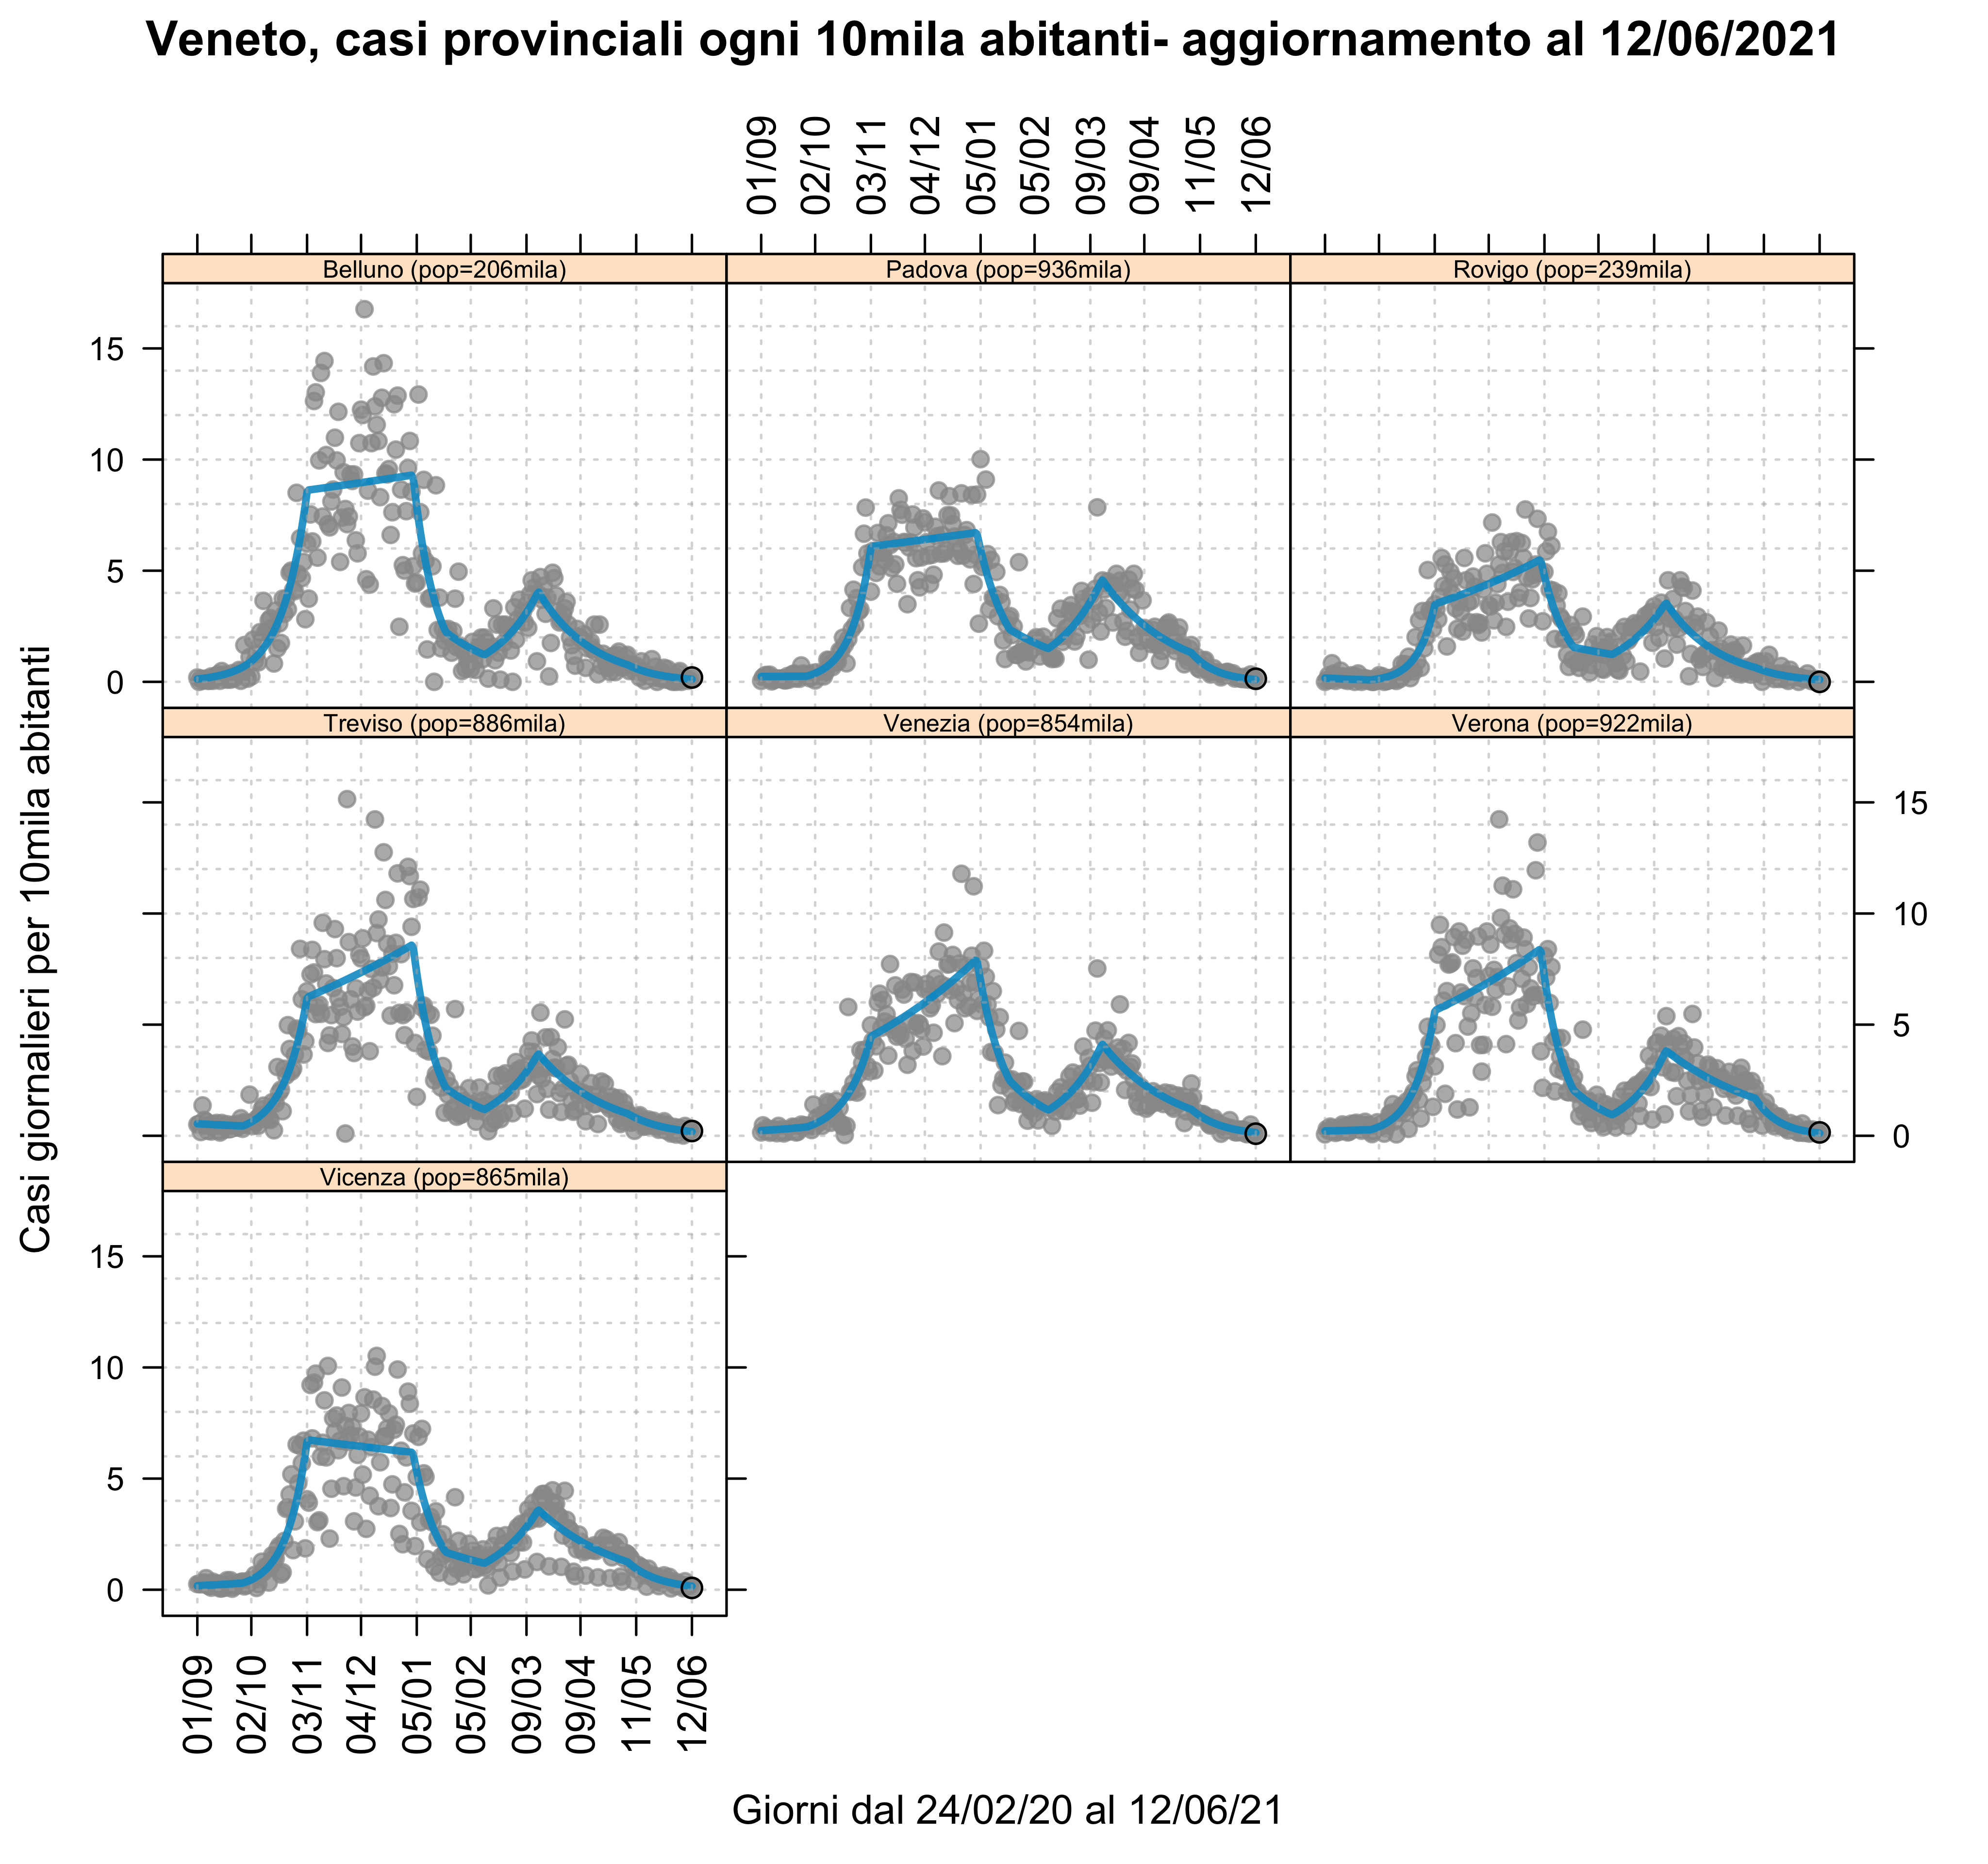 Veneto, casi provinciali ogni 10mila abitanti- aggiornamento al 12/06/2021
01/09 02/10 03/11 04/12 05/01 05/02 09/03 09/04 11/05 12/06
Belluno (pop=206mila) Padova (pop=936mila) Rovigo (pop=239mila)
15
10
5
0
Treviso (pop=886mila) Venezia (pop=854mila) Verona (pop=922mila)
15
10
5
0
Vicenza (pop=865mila)
15
10
5
0
01/09 02/10 03/11 04/12 05/01 05/02 09/03 09/04 11/05 12/06
Casi giornalieri per 10mila abitanti
Giorni dal 24/02/20 al 12/06/21